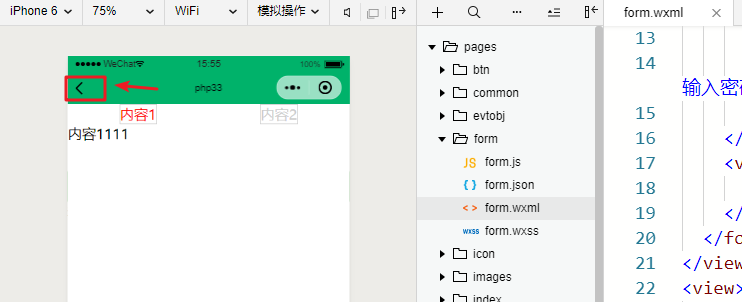 iPhone 6 75% WiFi 模拟操作
WeChat 15:55 100%
php33
内容1 内容2
内容1111
pages
btn
common
evtobj
form
JS form.js
{ } form.json
< > form.wxml
wxss form.wxss
icon
images
index
form.wxml
13
14
输入密
15
16 </
17 <v
18
19 </
20 </fo
21 </view
22 <view>